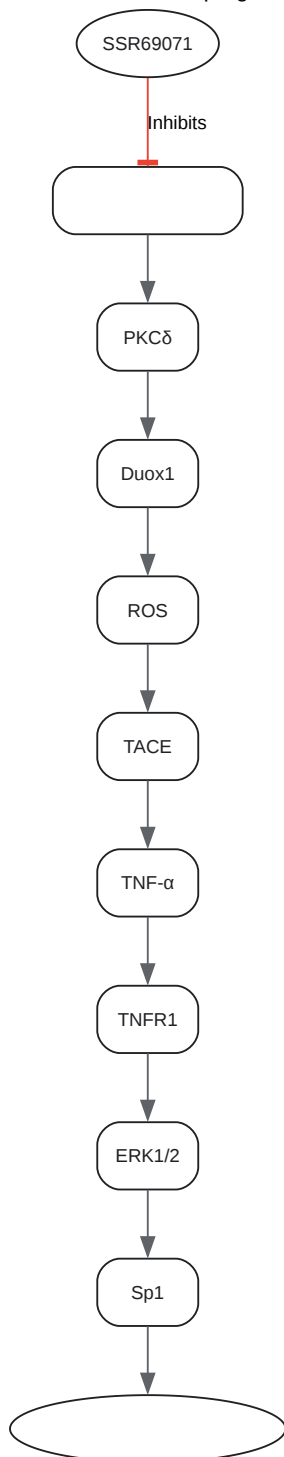 SSR69071
Inhibits
PKCδ
Duox1
ROS
TACE
TNF-α
TNFR1
ERK1/2
Sp1